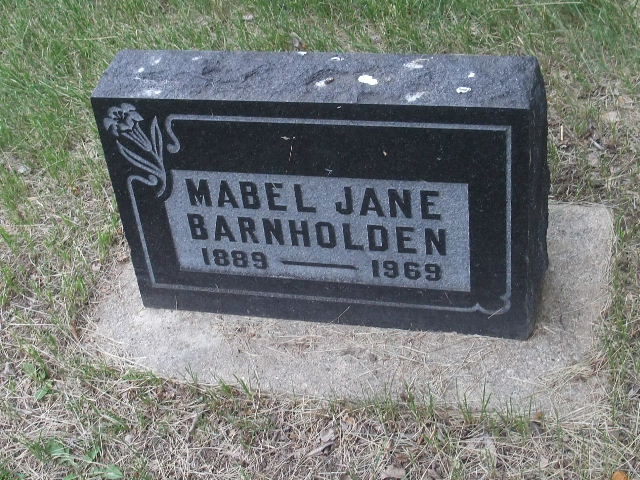 MABEL JANE
BARNHOLDEN
1889 — 1969